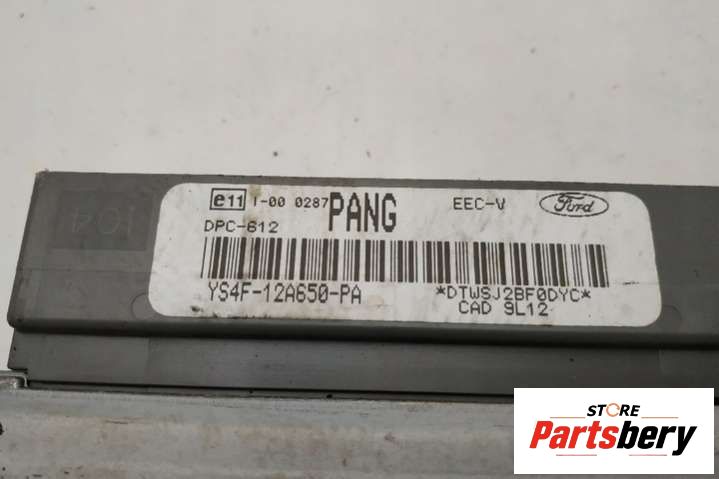 e11 1-00 0287 PANG EEC-V Ford
DPC-612
YS4F-12A650-PA *DTWSJ2BF0DYC*
CAD 9L12
STORE
Partsbery